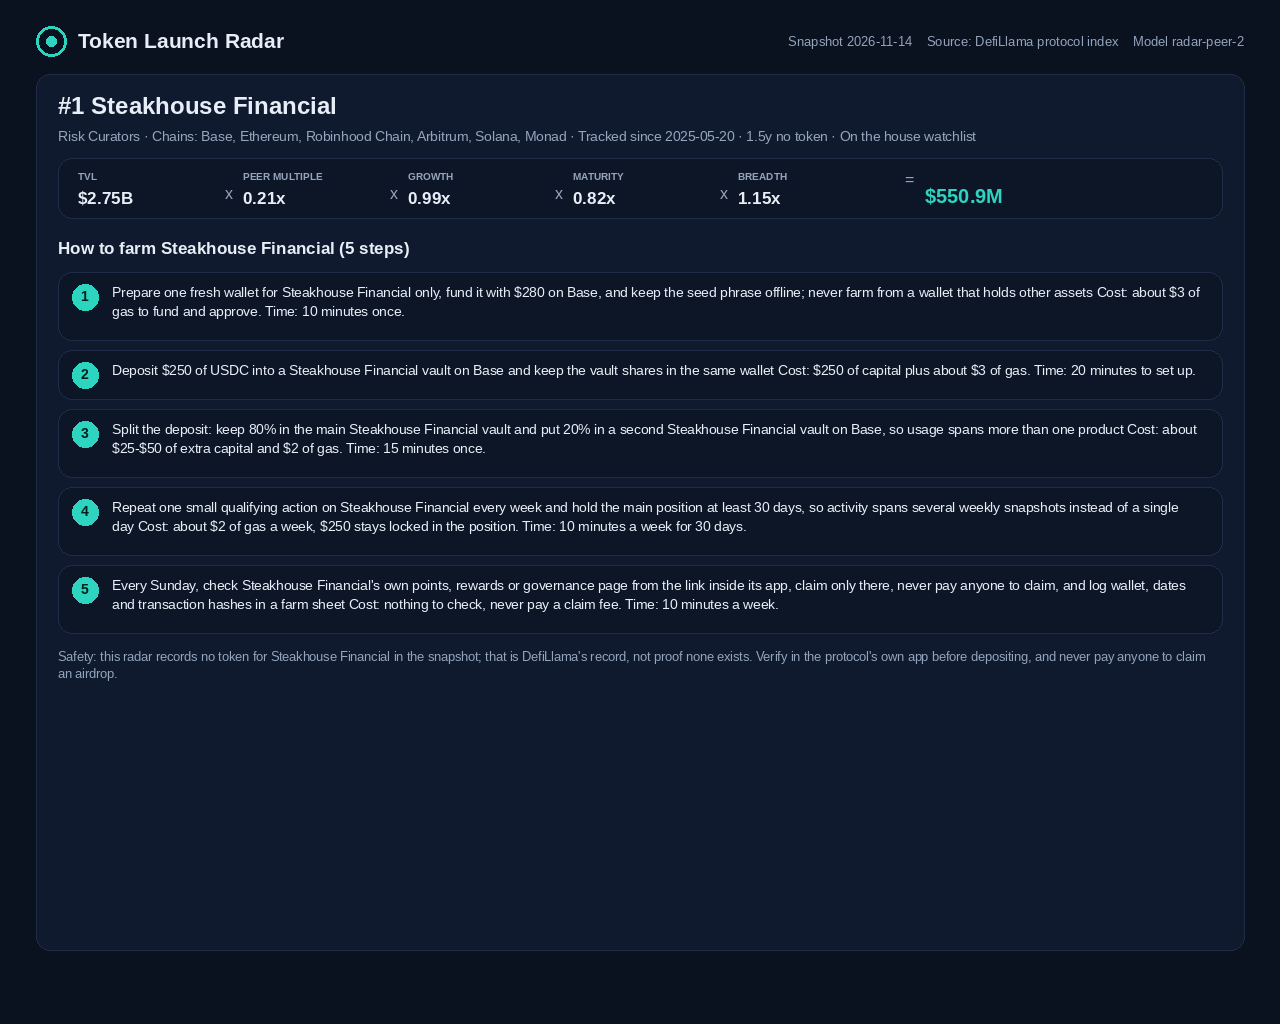 Token Launch Radar
Snapshot 2026-11-14 Source: DefiLlama protocol index Model radar-peer-2
#1 Steakhouse Financial
Risk Curators · Chains: Base, Ethereum, Robinhood Chain, Arbitrum, Solana, Monad · Tracked since 2025-05-20 · 1.5y no token · On the house watchlist
TVL PEER MULTIPLE GROWTH MATURITY BREADTH
$2.75B x 0.21x x 0.99x x 0.82x x 1.15x = $550.9M
How to farm Steakhouse Financial (5 steps)
1 Prepare one fresh wallet for Steakhouse Financial only, fund it with $280 on Base, and keep the seed phrase offline; never farm from a wallet that holds other assets Cost: about $3 of
gas to fund and approve. Time: 10 minutes once.
2 Deposit $250 of USDC into a Steakhouse Financial vault on Base and keep the vault shares in the same wallet Cost: $250 of capital plus about $3 of gas. Time: 20 minutes to set up.
3 Split the deposit: keep 80% in the main Steakhouse Financial vault and put 20% in a second Steakhouse Financial vault on Base, so usage spans more than one product Cost: about
$25-$50 of extra capital and $2 of gas. Time: 15 minutes once.
4 Repeat one small qualifying action on Steakhouse Financial every week and hold the main position at least 30 days, so activity spans several weekly snapshots instead of a single
day Cost: about $2 of gas a week, $250 stays locked in the position. Time: 10 minutes a week for 30 days.
5 Every Sunday, check Steakhouse Financial's own points, rewards or governance page from the link inside its app, claim only there, never pay anyone to claim, and log wallet, dates
and transaction hashes in a farm sheet Cost: nothing to check, never pay a claim fee. Time: 10 minutes a week.
Safety: this radar records no token for Steakhouse Financial in the snapshot; that is DefiLlama's record, not proof none exists. Verify in the protocol's own app before depositing, and never pay anyone to claim
an airdrop.